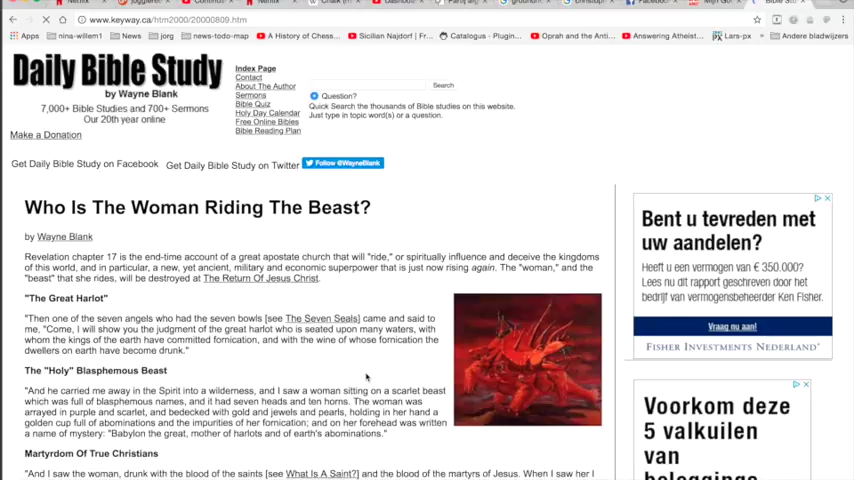 Netflix
Netflix
www.keyway.ca/htm2000/20000809.htm
Apps
nina-willem1
News
jorg
news-todo-map
A History of Chess...
Sicilian Najdorf |...
Catalogus - Plugin...
Oprah and the Anti...
Answering Atheist...
Lars-px
Andere bladwijzers
Daily Bible Study
by Wayne Blank
7,000+ Bible Studies and 700+ Sermons
Our 20th year online
Make a Donation
Index Page
Contact
About The Author
Sermons
Bible Quiz
Holy Day Calendar
Free Online Bibles
Bible Reading Plan
Search
Question?
Quick Search the thousands of Bible studies on this website.
Just type in topic word(s) or a question.
Get Daily Bible Study on Facebook Get Daily Bible Study on Twitter Follow @WayneBlank
Who Is The Woman Riding The Beast?
by Wayne Blank
Revelation chapter 17 is the end-time account of a great apostate church that will "ride," or spiritually influence and deceive the kingdoms
of this world, and in particular, a new, yet ancient, military and economic superpower that is just now rising again. The "woman," and the
"beast" that she rides, will be destroyed at The Return Of Jesus Christ.
"The Great Harlot"
"Then one of the seven angels who had the seven bowls [see The Seven Seals] came and said to
me, "Come, I will show you the judgment of the great harlot who is seated upon many waters, with
whom the kings of the earth have committed fornication, and with the wine of whose fornication the
dwellers on earth have become drunk."
The "Holy" Blasphemous Beast
"And he carried me away in the Spirit into a wilderness, and I saw a woman sitting on a scarlet beast
which was full of blasphemous names, and it had seven heads and ten horns. The woman was
arrayed in purple and scarlet, and bedecked with gold and jewels and pearls, holding in her hand a
golden cup full of abominations and the impurities of her fornication; and on her forehead was written
a name of mystery: "Babylon the great, mother of harlots and of earth's abominations."
Martyrdom Of True Christians
"And I saw the woman, drunk with the blood of the saints [see What Is A Saint?] and the blood of the martyrs of Jesus. When I saw her I
Bent u tevreden met
uw aandelen?
Heeft u een vermogen van € 350.000?
Lees nu dit rapport geschreven door het
bedrijf van vermogensbeheerder Ken Fisher.
Vraag nu aan!
FISHER INVESTMENTS NEDERLAND
Voorkom deze
5 valkuilen
van
beleggings